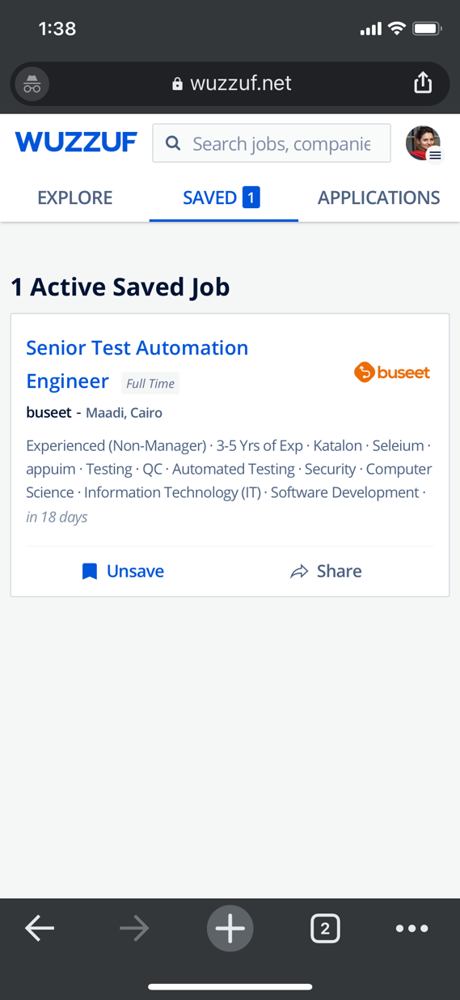 1:38
wuzzuf.net
WUZZUF
Search jobs, companie
EXPLORE
SAVED 1
APPLICATIONS
1 Active Saved Job
Senior Test Automation
Engineer Full Time
buseet
buseet - Maadi, Cairo
Experienced (Non-Manager) · 3-5 Yrs of Exp · Katalon · Seleium ·
appuim · Testing · QC · Automated Testing · Security · Computer
Science · Information Technology (IT) · Software Development ·
in 18 days
Unsave
Share
2